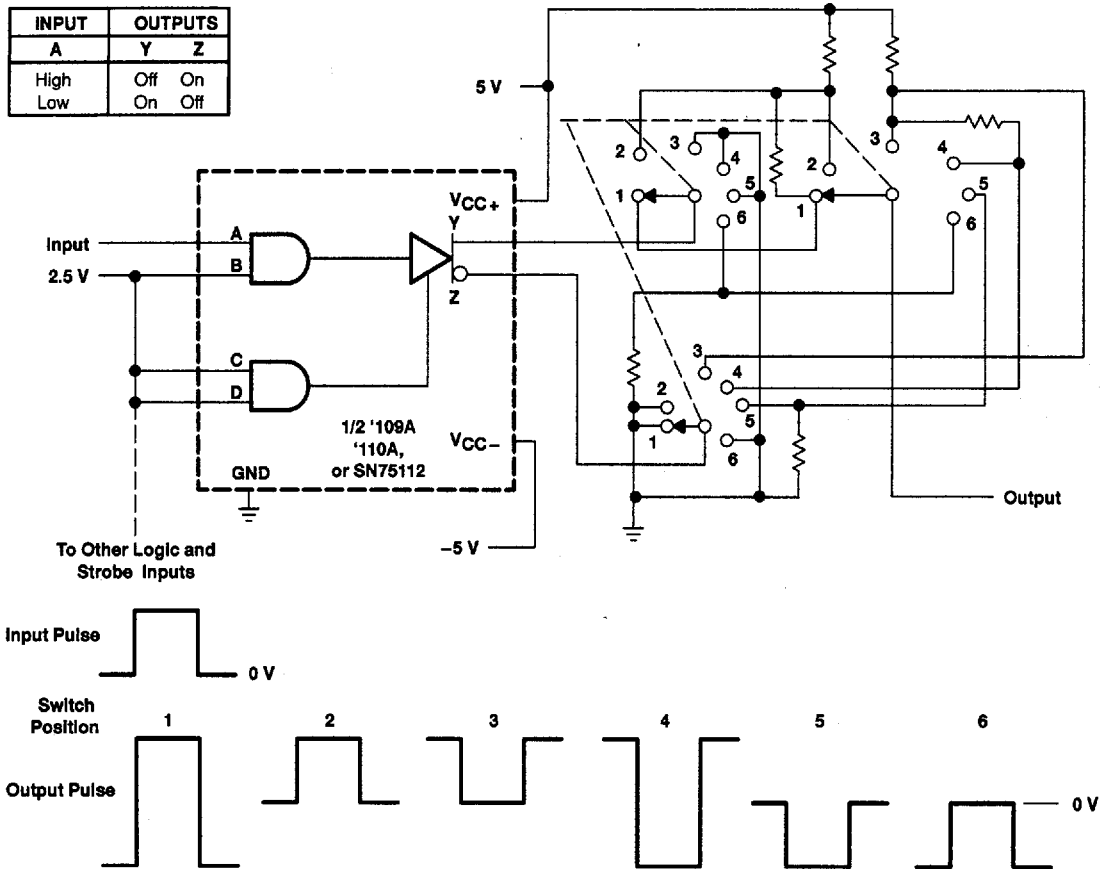 INPUT OUTPUTS
A Y Z
High Off On
Low On Off
5 V
3
2
3
4
2
4
5
5
1
1
6
6
VCC+
Y
Input
A
2.5 V
B
Z
C
D
3
4
2
5
1
6
1/2 '109A
'110A,
or SN75112
VCC−
GND
Output
−5 V
To Other Logic and
Strobe Inputs
Input Pulse
0 V
Switch
Position
1 2 3 4 5 6
Output Pulse
0 V